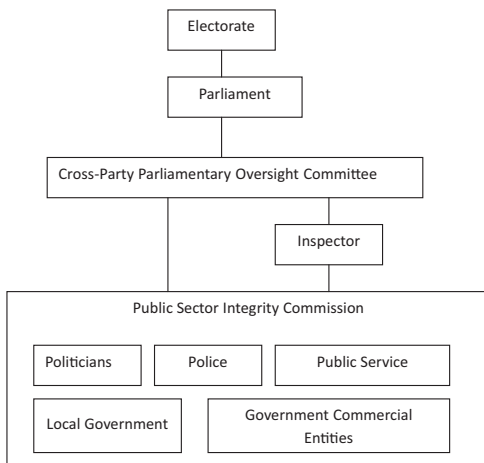 Electorate
Parliament
Cross-Party Parliamentary Oversight Committee
Inspector
Public Sector Integrity Commission
Politicians
Police
Public Service
Local Government
Government Commercial
Entities